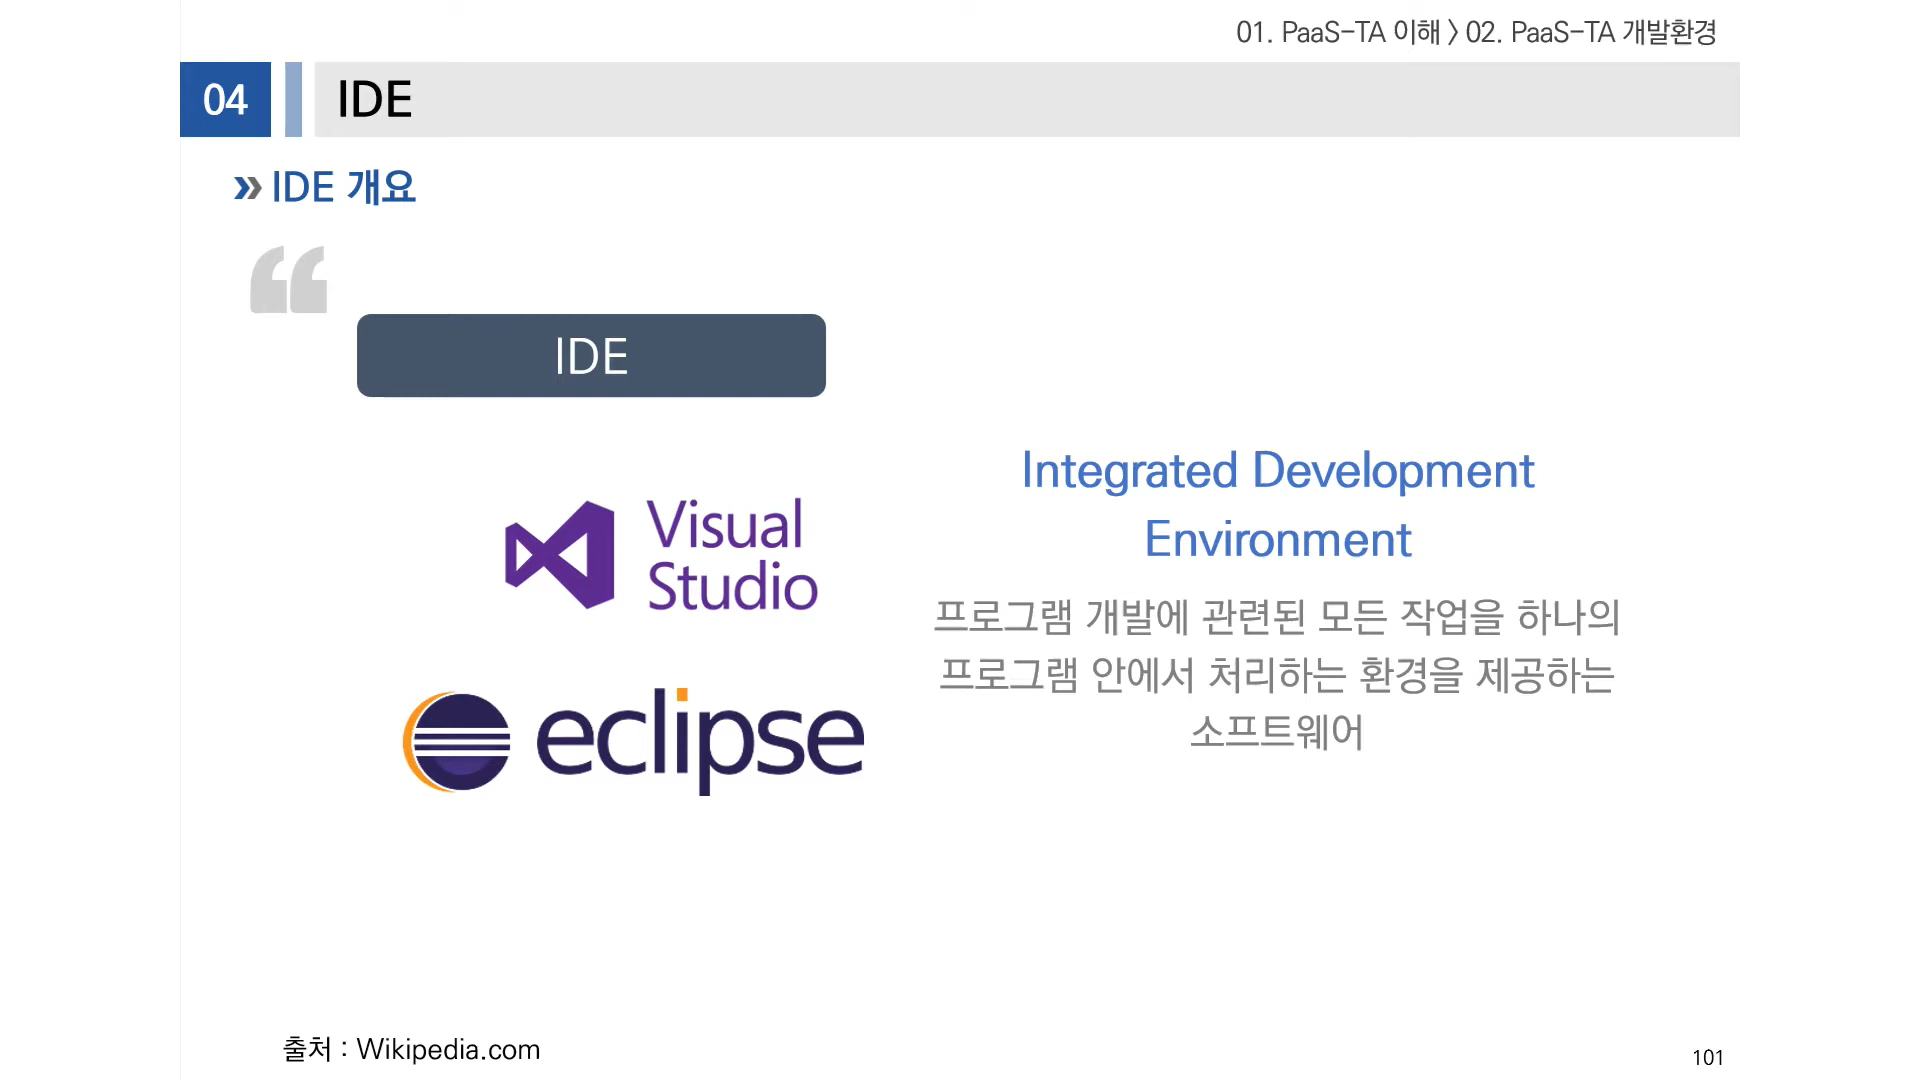 01. PaaS-TA 이해 > 02. PaaS-TA 개발환경
04
IDE
IDE 개요
IDE
Visual
Studio
eclipse
Integrated Development
Environment
프로그램 개발에 관련된 모든 작업을 하나의
프로그램 안에서 처리하는 환경을 제공하는
소프트웨어
출처 : Wikipedia.com
101